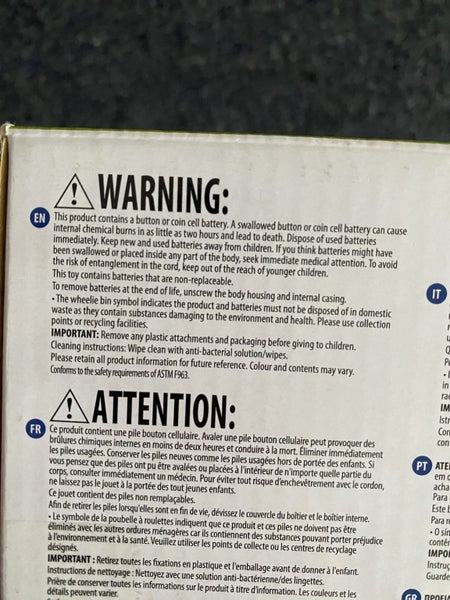 WARNING:
EN This product contains a button or coin cell battery. A swallowed button or coin cell battery can cause
internal chemical burns in as little as two hours and lead to death. Dispose of used batteries
immediately. Keep new and used batteries away from children. If you think batteries might have
been swallowed or placed inside any part of the body, seek immediate medical attention. To avoid
the risk of entanglement in the cord, keep out of the reach of younger children.
This toy contains batteries that are non-replaceable.
To remove batteries at the end of life, unscrew the body housing and internal casing.
• The wheelie bin symbol indicates the product and batteries must not be disposed of in domestic
waste as they contain substances damaging to the environment and health. Please use collection
points or recycling facilities.
IMPORTANT: Remove any plastic attachments and packaging before giving to children.
Cleaning instructions: Wipe clean with anti-bacterial solution/wipes.
Please retain all product information for future reference. Colour and contents may vary.
Conforms to the safety requirements of ASTM F963.
ATTENTION:
FR Ce produit contient une pile bouton cellulaire. Avaler une pile bouton cellulaire peut provoquer des
brûlures chimiques internes en moins de deux heures et conduire à la mort. Éliminer immédiatement
les piles usagées. Conserver les piles neuves comme les piles usagées hors de portée des enfants. Si
vous pensez que des piles ont pu être avalées ou placées à l'intérieur de n'importe quelle partie du
corps, consulter immédiatement un médecin. Pour éviter tout risque d'enchevêtrement avec le cordon,
ne laissez pas le jouet à la portée des tout jeunes enfants.
Ce jouet contient des piles non remplaçables.
Afin de retirer les piles lorsqu'elles sont en fin de vie, dévissez le couvercle du boîtier et le boîtier interne.
• Le symbole de la poubelle à roulettes indiquent que ce produit et ces piles ne doivent pas être
éliminés avec les autres ordures ménagères car ils contiennent des substances pouvant porter préjudice
à l'environnement et à la santé. Veuillez utiliser les points de collecte ou les centres de recyclage
désignés.
IMPORTANT : Retirez toutes les fixations en plastique et l'emballage avant de donner à l'enfant.
Instructions de nettoyage : Nettoyez avec une solution anti-bactérienne/des lingettes.
Prière de conserver toutes les informations sur le produit à titre d'information. Les couleurs et les
détails peuvent varier.
IT
PT ATE
em
acha
Para
Este
Para
• O sin
contêm
IMPO
Instruç
Guarde
GR ΠΡΟΕΙ